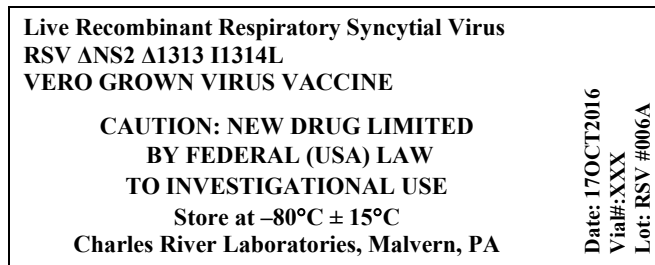 Live Recombinant Respiratory Syncytial Virus
RSV ΔNS2 Δ1313 I1314L
VERO GROWN VIRUS VACCINE
CAUTION: NEW DRUG LIMITED
BY FEDERAL (USA) LAW
TO INVESTIGATIONAL USE
Store at –80°C ± 15°C
Charles River Laboratories, Malvern, PA
Date: 17OCT2016
Vial#:XXX
Lot: RSV #006A